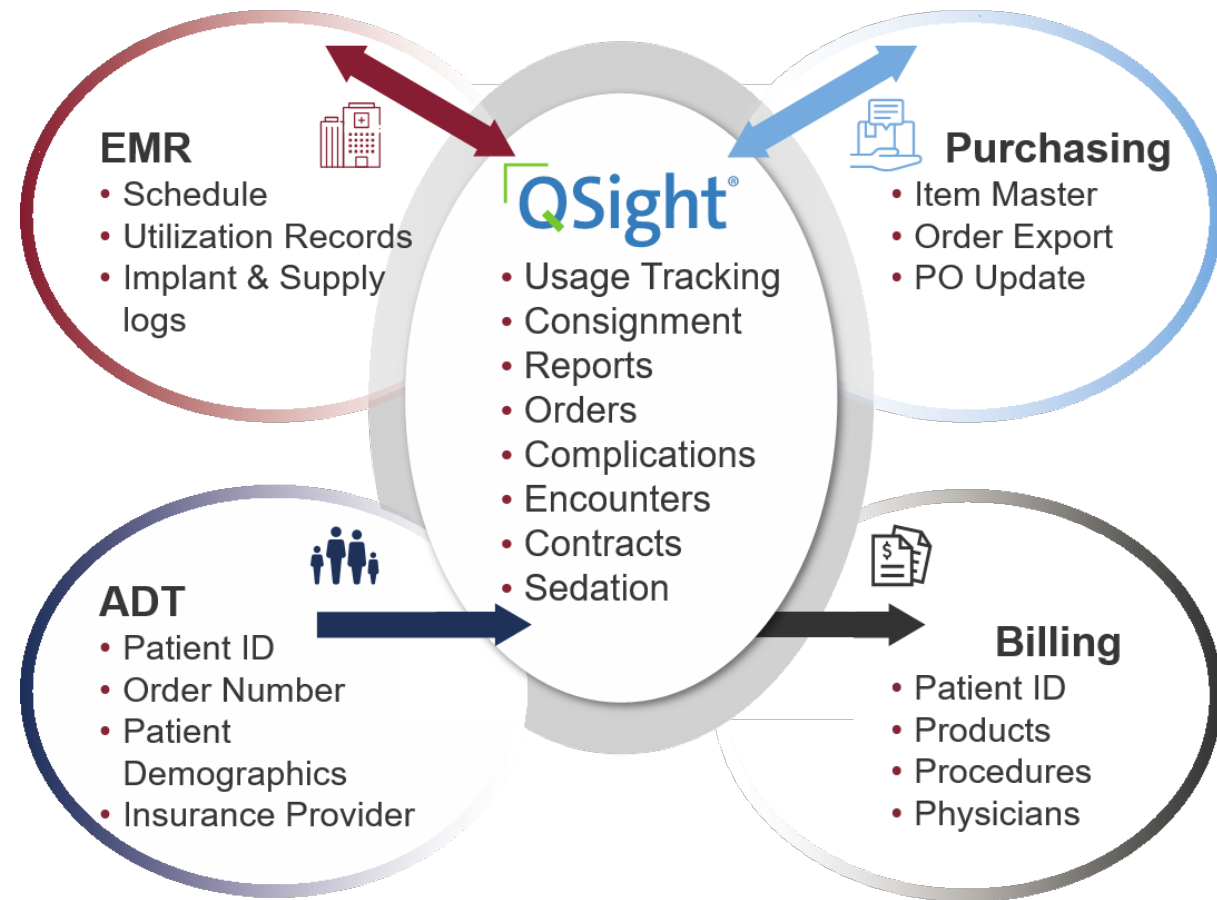 EMR
• Schedule
• Utilization Records
• Implant & Supply
logs
QSight®
• Usage Tracking
• Consignment
• Reports
• Orders
• Complications
• Encounters
• Contracts
• Sedation
Purchasing
• Item Master
• Order Export
• PO Update
ADT
• Patient ID
• Order Number
• Patient
Demographics
• Insurance Provider
$
Billing
• Patient ID
• Products
• Procedures
• Physicians